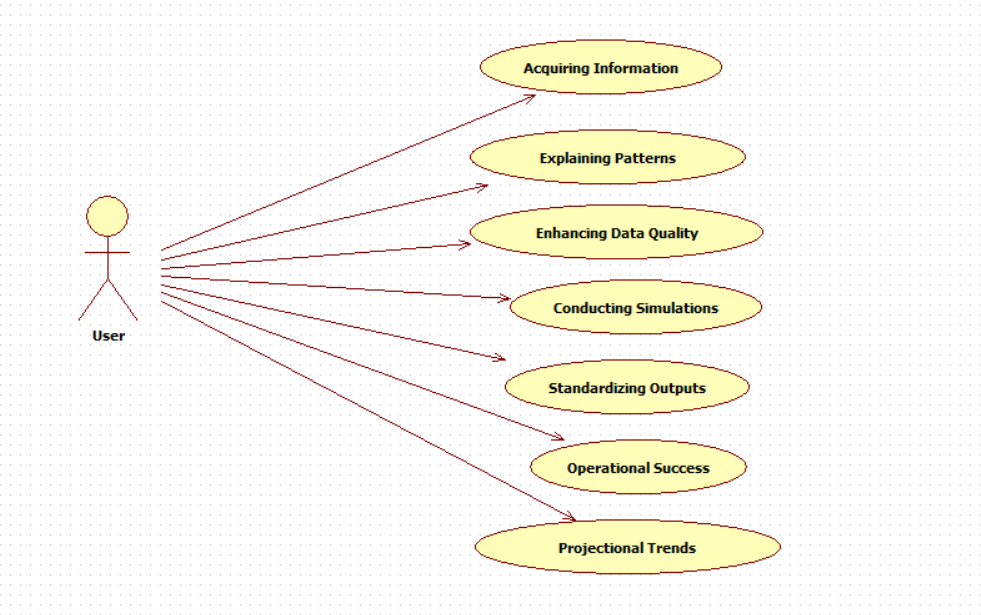 Acquiring Information
Explaining Patterns
Enhancing Data Quality
Conducting Simulations
User
Standardizing Outputs
Operational Success
Projectional Trends